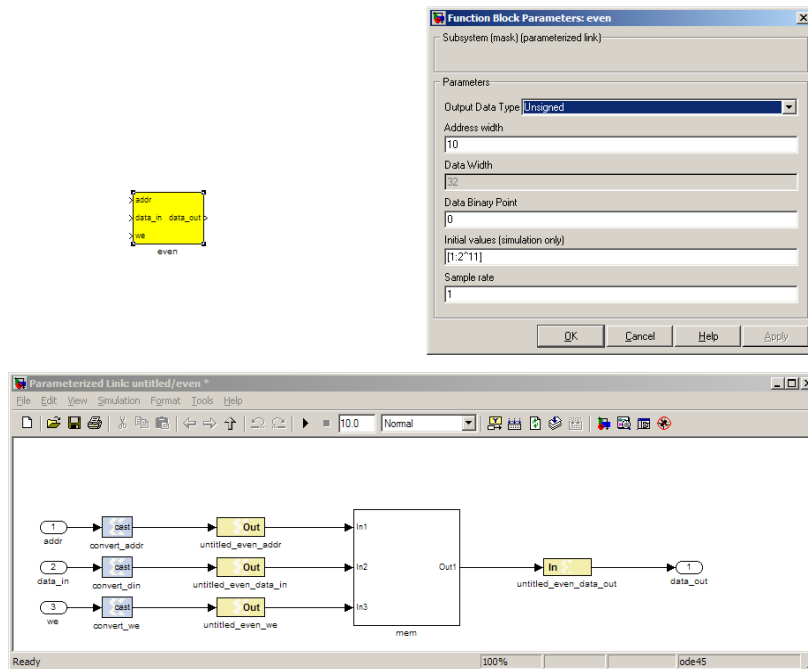 Function Block Parameters: even
Subsystem (mask) (parameterized link)
Parameters
Output Data Type Unsigned
Address width
10
Data Width
32
Data Binary Point
0
Initial values (simulation only)
[1:2^11]
Sample rate
1
OK Cancel Help Apply
addr
data_in data_out
we
even
Parameterized Link: untitled/even *
File Edit View Simulation Format Tools Help
10.0 Normal
1 cast Out In1
addr convert_addr untitled_even_addr
2 cast Out In2 Out1 In 1
data_in convert_din untitled_even_data_in untitled_even_data_out data_out
3 cast Out In3
we convert_we untitled_even_we
mem
Ready 100% ode45